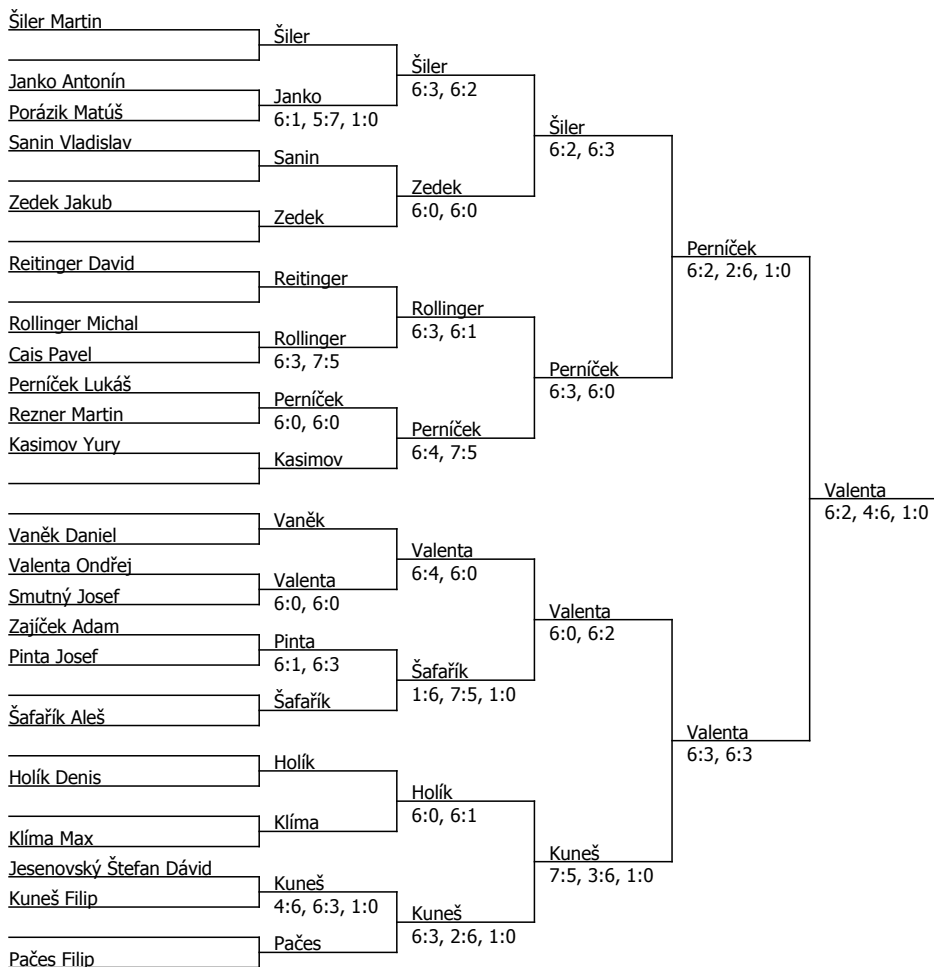 Šiler Martin
Šiler
Šiler
6:3, 6:2
Janko Antonín
Janko
6:1, 5:7, 1:0
Porázik Matúš
Šiler
6:2, 6:3
Sanin Vladislav
Sanin
Zedek
6:0, 6:0
Zedek Jakub
Zedek
Perníček
6:2, 2:6, 1:0
Reitinger David
Reitinger
Rollinger
6:3, 6:1
Rollinger Michal
Rollinger
6:3, 7:5
Cais Pavel
Perníček
6:3, 6:0
Perníček Lukáš
Perníček
6:0, 6:0
Rezner Martin
Perníček
6:4, 7:5
Kasimov Yury
Kasimov
Valenta
6:2, 4:6, 1:0
Vaněk
Vaněk Daniel
Valenta
6:4, 6:0
Valenta Ondřej
Valenta
6:0, 6:0
Smutný Josef
Valenta
6:0, 6:2
Zajíček Adam
Pinta
6:1, 6:3
Pinta Josef
Šafařík
1:6, 7:5, 1:0
Šafařík
Šafařík Aleš
Valenta
6:3, 6:3
Holík
Holík Denis
Holík
6:0, 6:1
Klíma
Klíma Max
Kuneš
7:5, 3:6, 1:0
Jesenovský Štefan Dávid
Kuneš
4:6, 6:3, 1:0
Kuneš Filip
Kuneš
6:3, 2:6, 1:0
Pačes
Pačes Filip